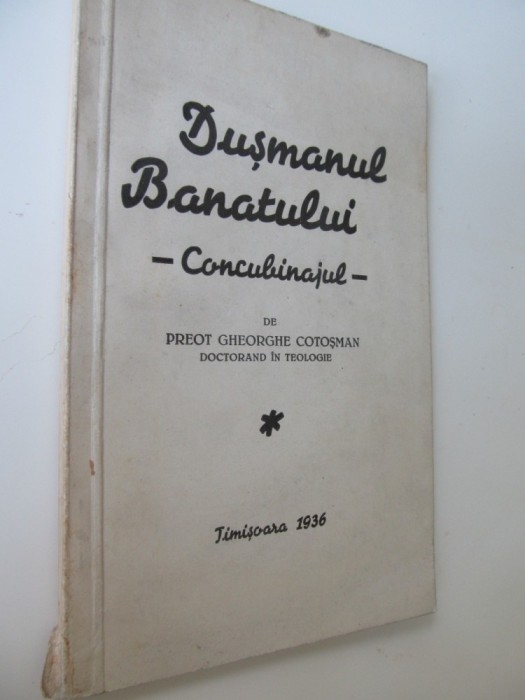 Dușmanul
Banatului
– Concubinajul –
DE
PREOT GHEORGHE COTOȘMAN
DOCTORAND ÎN TEOLOGIE
*
Timișoara 1936